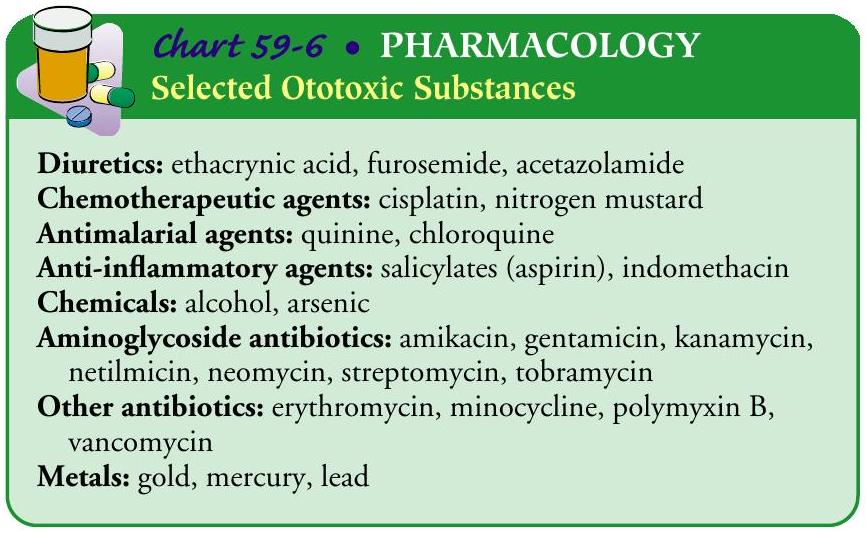 Chart 59-6 • PHARMACOLOGY
Selected Ototoxic Substances
Diuretics: ethacrynic acid, furosemide, acetazolamide
Chemotherapeutic agents: cisplatin, nitrogen mustard
Antimalarial agents: quinine, chloroquine
Anti-inflammatory agents: salicylates (aspirin), indomethacin
Chemicals: alcohol, arsenic
Aminoglycoside antibiotics: amikacin, gentamicin, kanamycin,
netilmicin, neomycin, streptomycin, tobramycin
Other antibiotics: erythromycin, minocycline, polymyxin B,
vancomycin
Metals: gold, mercury, lead